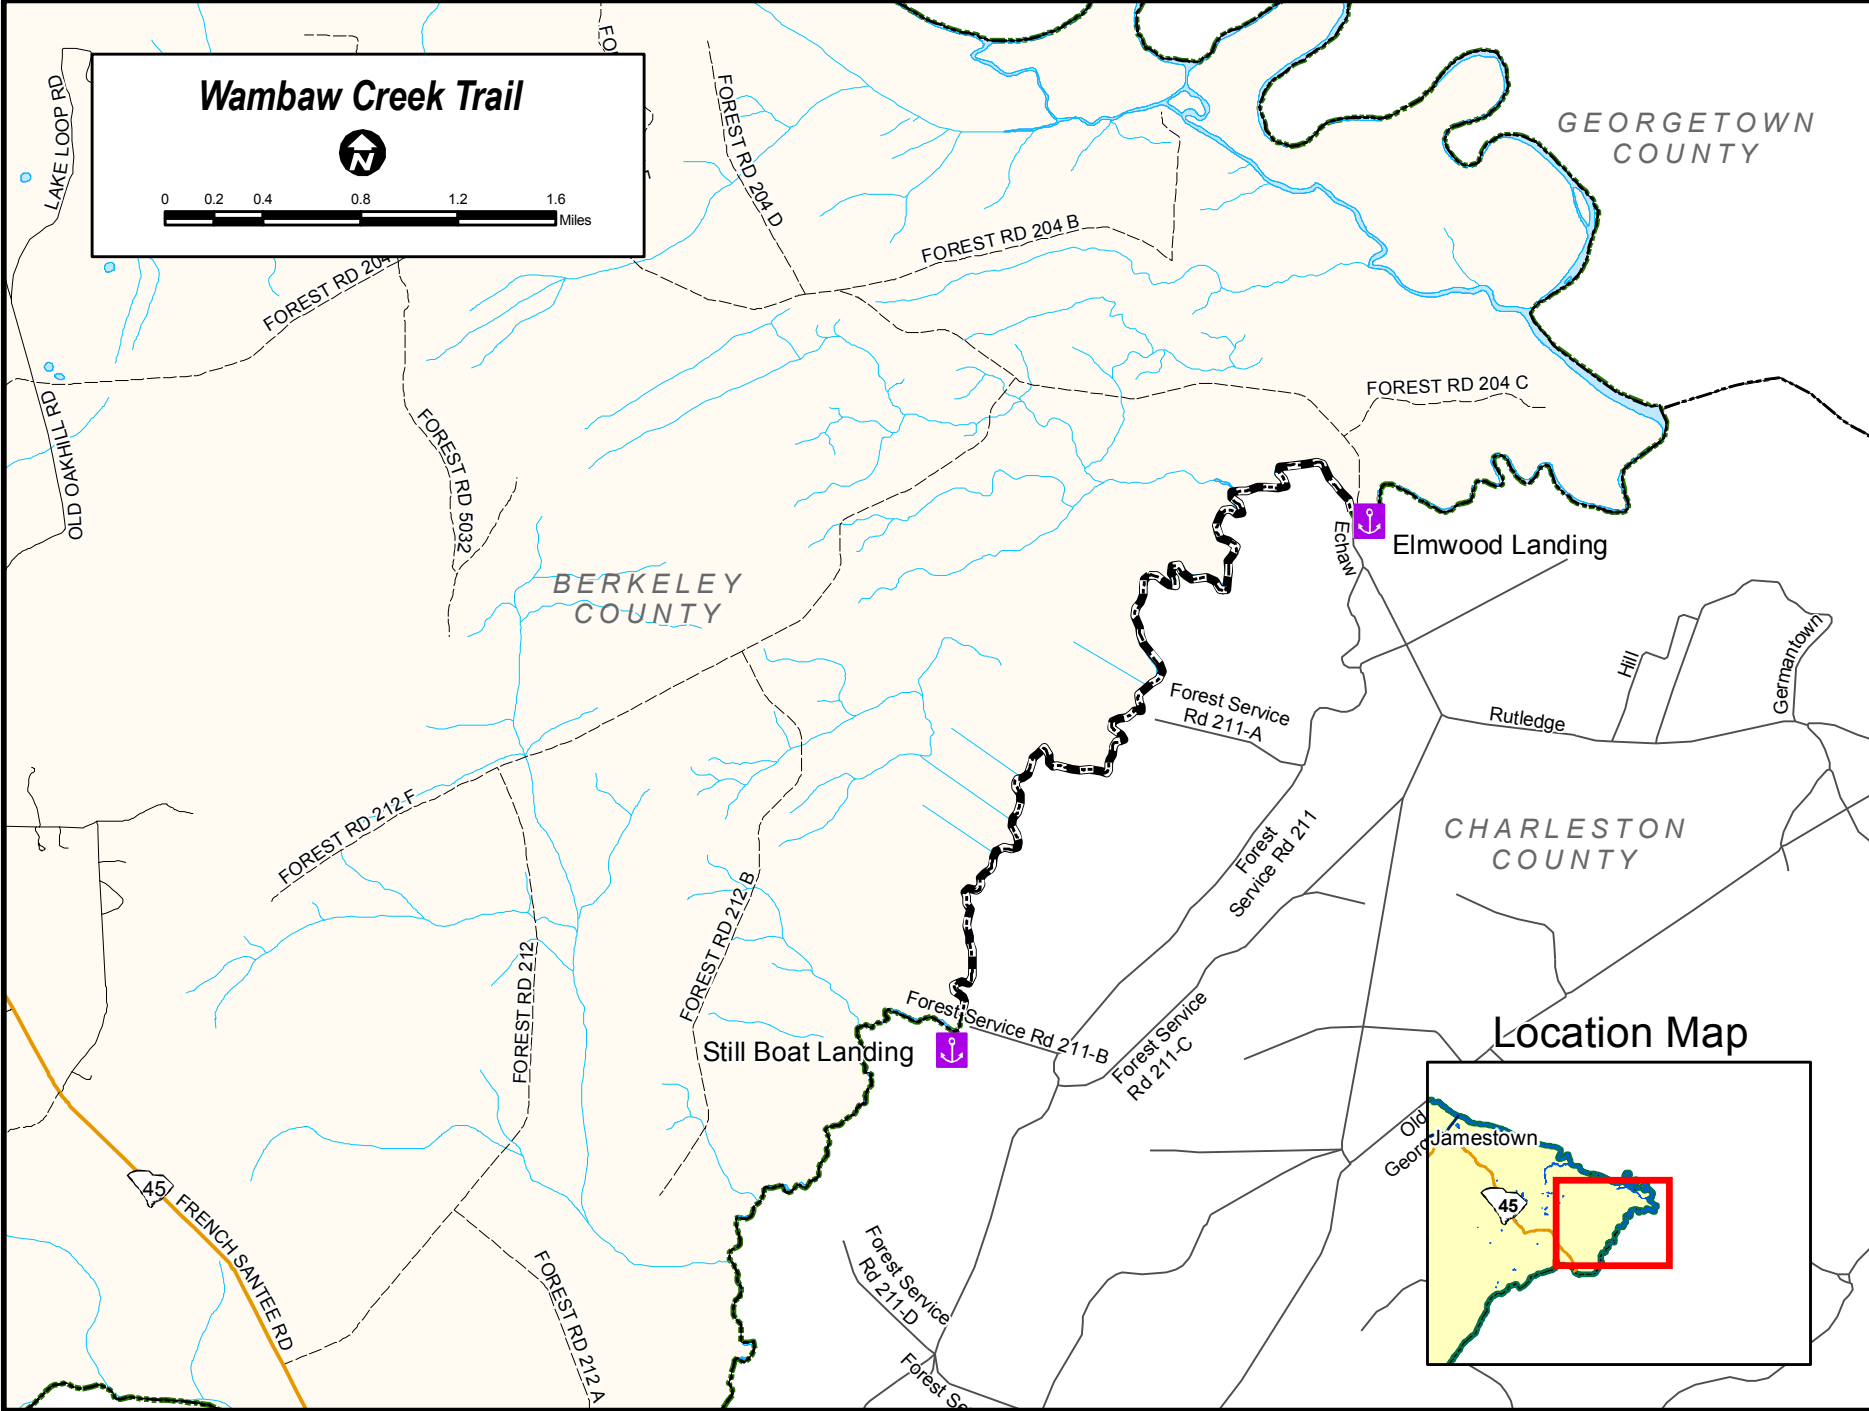 Wambaw Creek Trail
N
0 0.2 0.4 0.8 1.2 1.6
Miles
LAKE LOOP RD
OLD OAKHILL RD
FOREST RD 204
FOREST RD 204 D
FOREST RD 204 B
FOREST RD 204 C
FOREST RD 5032
GEORGETOWN
COUNTY
BERKELEY
COUNTY
Elmwood Landing
Echaw
Hill
Germantown
Rutledge
Forest Service
Rd 211-A
CHARLESTON
COUNTY
Forest
Service Rd 211
FOREST RD 212 F
FOREST RD 212 B
FOREST RD 212
Forest Service Rd 211-B
Still Boat Landing
Forest Service
Rd 211-C
45
FRENCH SANTEE RD
FOREST RD 212 A
Forest Service
Rd 211-D
Forest Se
Location Map
Old
Georg
Jamestown
45